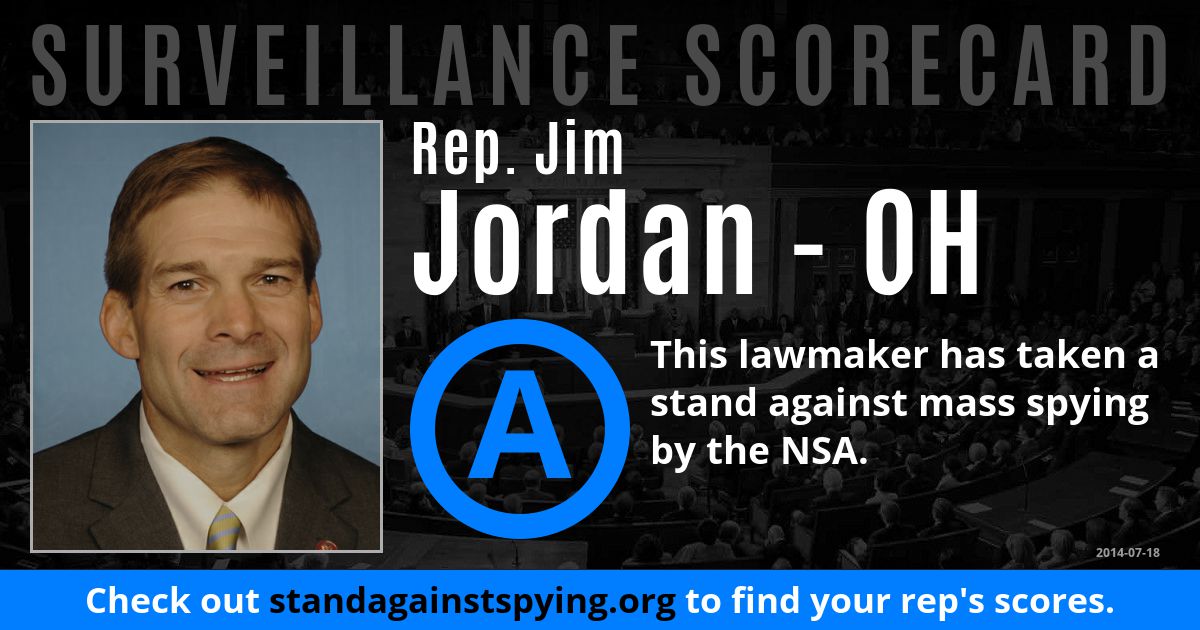 SURVEILLANCE SCORECARD
Rep. Jim
Jordan - OH
A
This lawmaker has taken a
stand against mass spying
by the NSA.
2014-07-18
Check out standagainstspying.org to find your rep's scores.